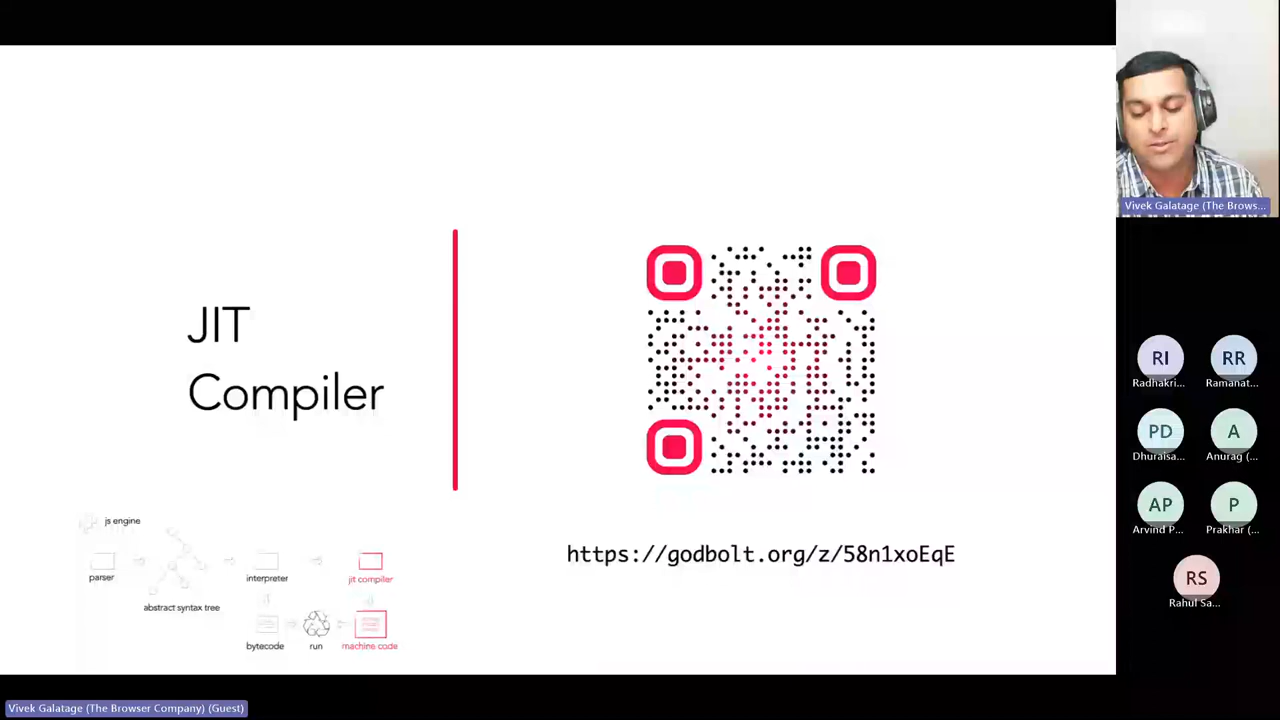 JIT
Compiler
https://godbolt.org/z/58n1xoEqE
js engine
parser
abstract syntax tree
interpreter
jit compiler
bytecode
run
machine code
Vivek Galatage (The Brows...
RI
Radhakri...
RR
Ramanat...
PD
Dhuraisa...
A
Anurag (...
AP
Arvind P...
P
Prakhar (...
RS
Rahul Sa...
Vivek Galatage (The Browser Company) (Guest)